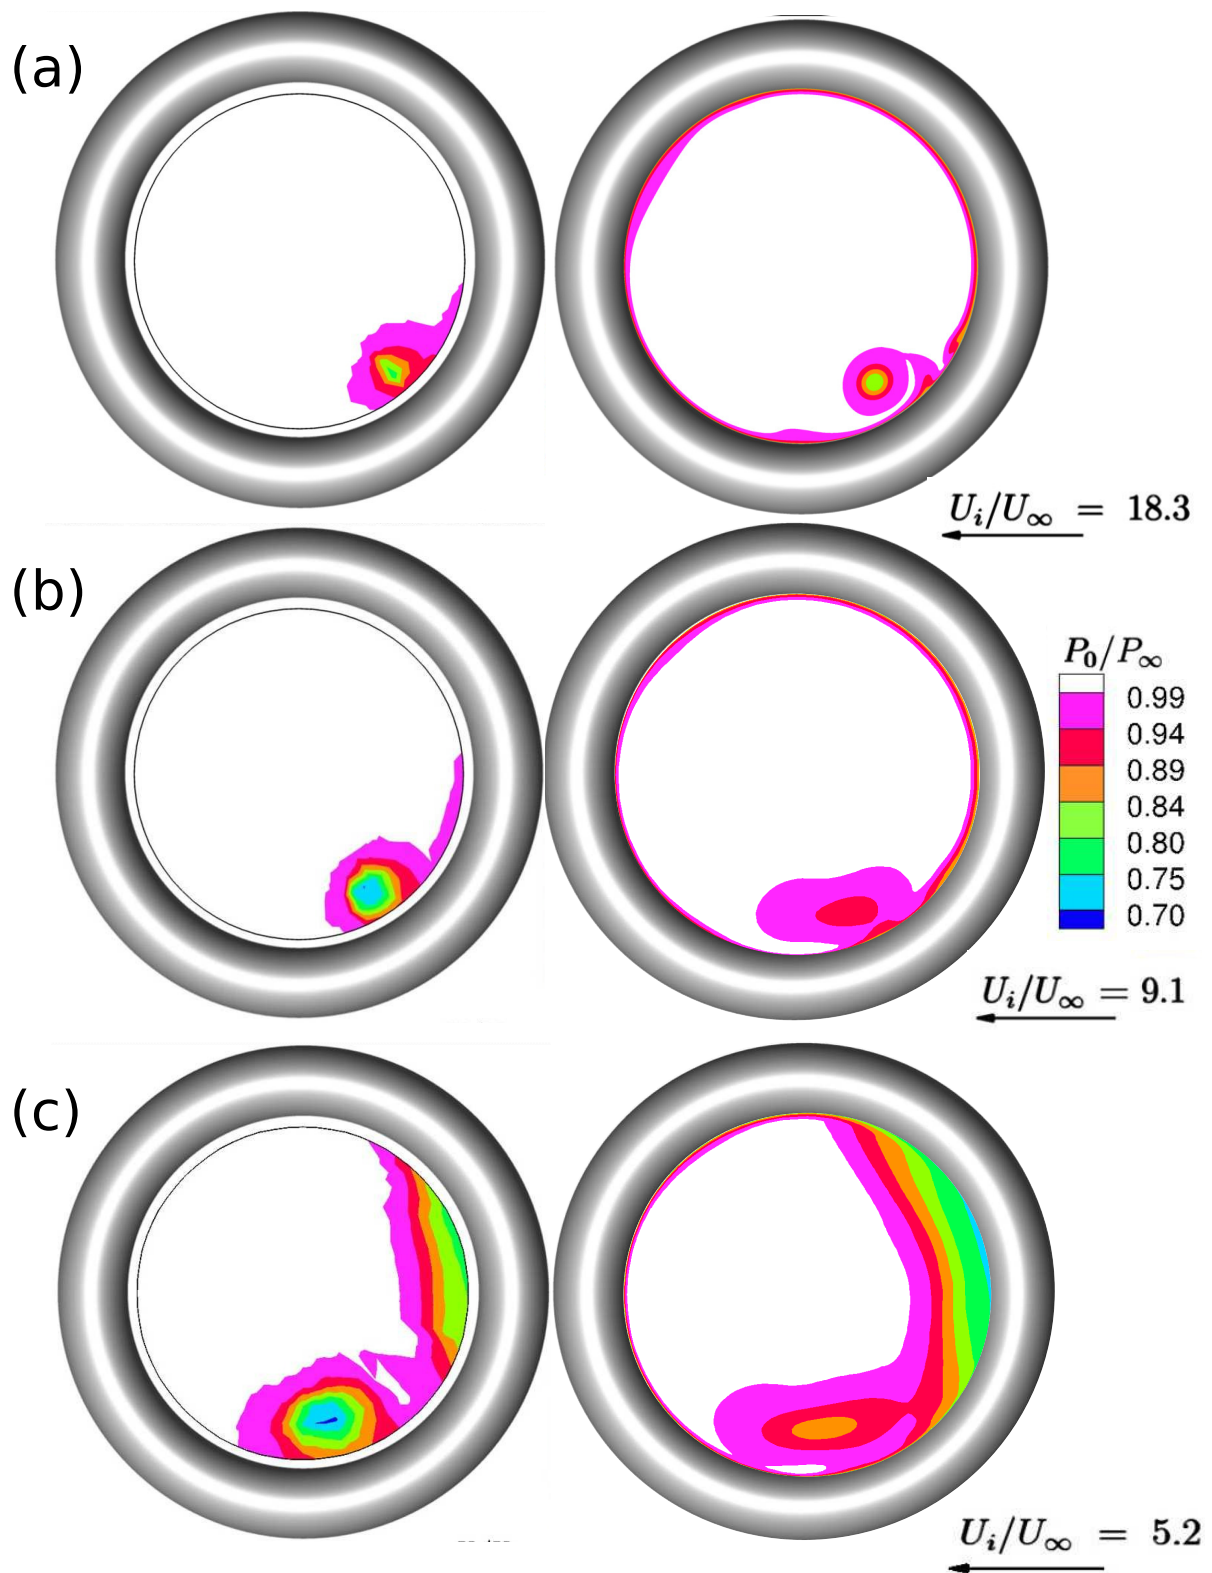 (a)
U_i/U_∞ = 18.3
(b)
P_0/P_∞
0.99
0.94
0.89
0.84
0.80
0.75
0.70
U_i/U_∞ = 9.1
(c)
U_i/U_∞ = 5.2